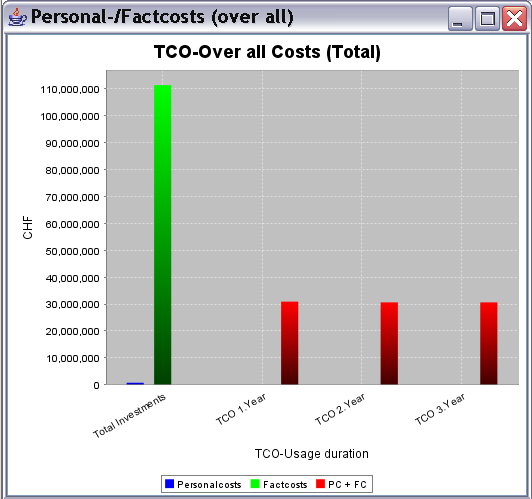 Personal-/Factcosts (over all)
TCO-Over all Costs (Total)
110,000,000
100,000,000
90,000,000
80,000,000
70,000,000
60,000,000
50,000,000
40,000,000
30,000,000
20,000,000
10,000,000
0
CHF
Total Investments
TCO 1.Year
TCO 2.Year
TCO 3.Year
TCO-Usage duration
Personalcosts Factcosts PC + FC